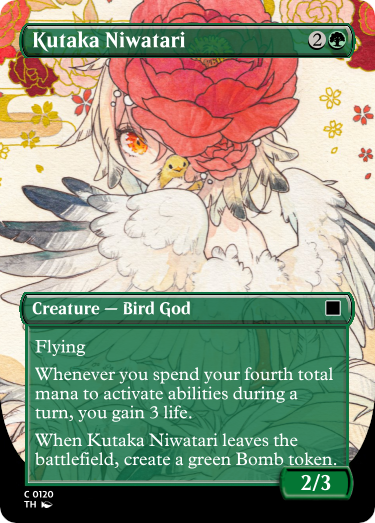 Kutaka Niwatari 2
Creature — Bird God
Flying
Whenever you spend your fourth total
mana to activate abilities during a
turn, you gain 3 life.
When Kutaka Niwatari leaves the
battlefield, create a green Bomb token.
2/3
C 0120
TH